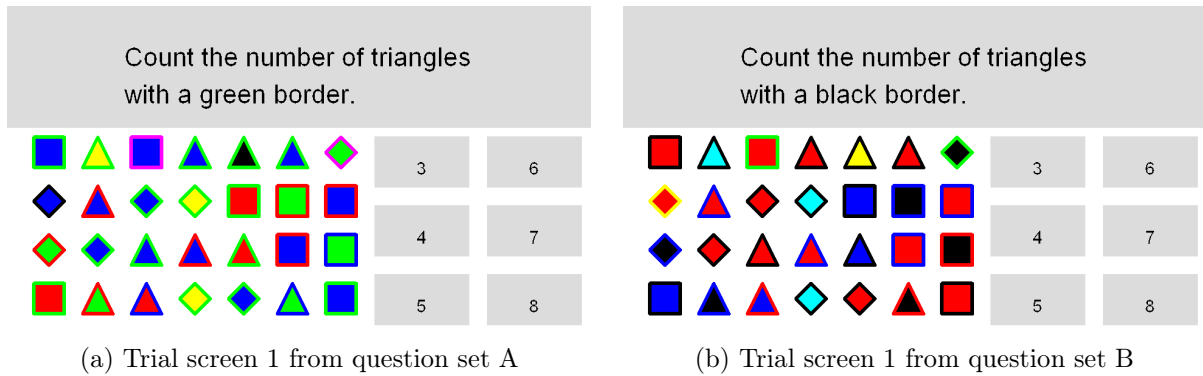 Count the number of triangles
with a green border.
3 6
4 7
5 8
(a) Trial screen 1 from question set A
Count the number of triangles
with a black border.
3 6
4 7
5 8
(b) Trial screen 1 from question set B